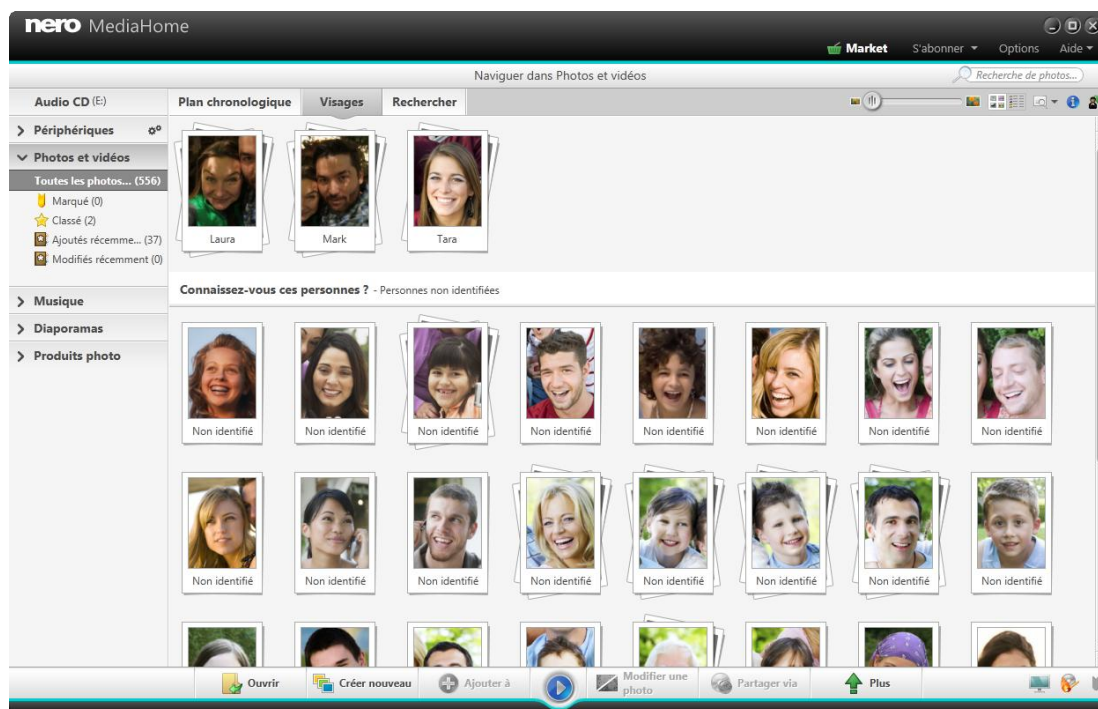 nero MediaHome
Market S'abonner Options Aide
Naviguer dans Photos et vidéos
Recherche de photos...
Audio CD (E:)
Plan chronologique Visages Rechercher
Périphériques
Photos et vidéos
Toutes les photos... (556)
Marqué (0)
Classé (2)
Ajoutés récemme... (37)
Modifiés récemment (0)
Musique
Diaporamas
Produits photo
Laura Mark Tara
Connaissez-vous ces personnes ? - Personnes non identifiées
Non identifié Non identifié Non identifié Non identifié Non identifié Non identifié Non identifié Non identifié
Non identifié Non identifié Non identifié Non identifié Non identifié Non identifié Non identifié Non identifié
Ouvrir Créer nouveau Ajouter à Modifier une photo Partager via Plus